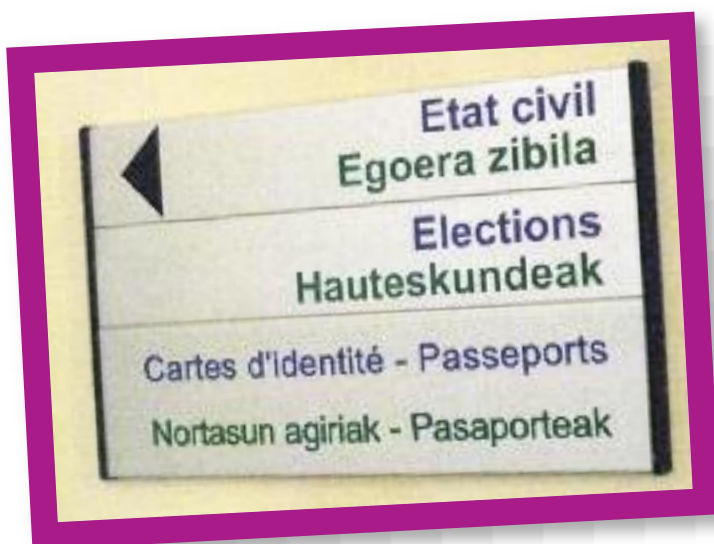 Etat civil
Egoera zibila
Elections
Hauteskundeak
Cartes d'identité - Passeports
Nortasun agiriak - Pasaporteak